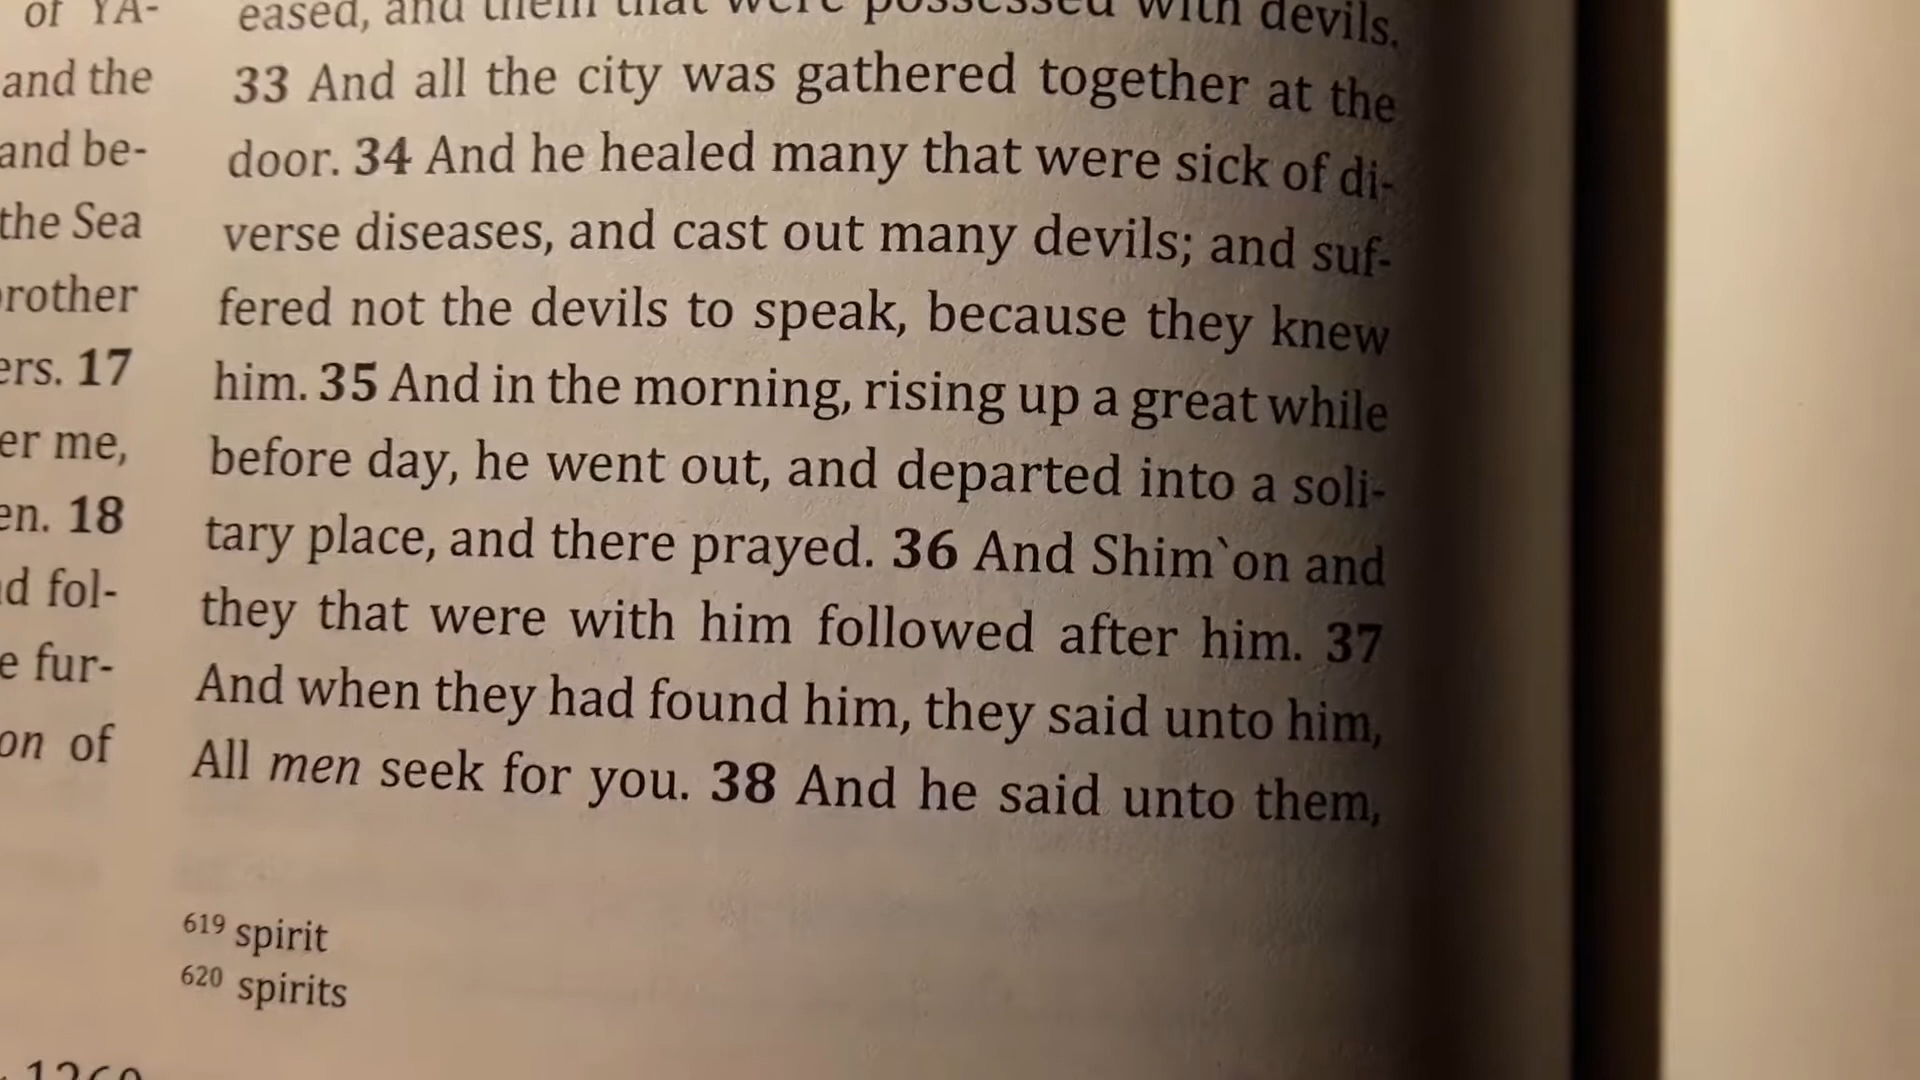 of YA-
and the
and be-
the Sea
rother
ers. 17
er me,
en. 18
d fol-
e fur-
on of
eased, and them that were possessed with devils.
33 And all the city was gathered together at the
door. 34 And he healed many that were sick of di-
verse diseases, and cast out many devils; and suf-
fered not the devils to speak, because they knew
him. 35 And in the morning, rising up a great while
before day, he went out, and departed into a soli-
tary place, and there prayed. 36 And Shim`on and
they that were with him followed after him. 37
And when they had found him, they said unto him,
All men seek for you. 38 And he said unto them,
619 spirit
620 spirits
1260